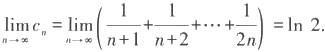 lim_{n→∞} c_n = lim_{n→∞} ( 1/(n+1) + 1/(n+2) + ⋯ + 1/(2n) ) = ln 2.